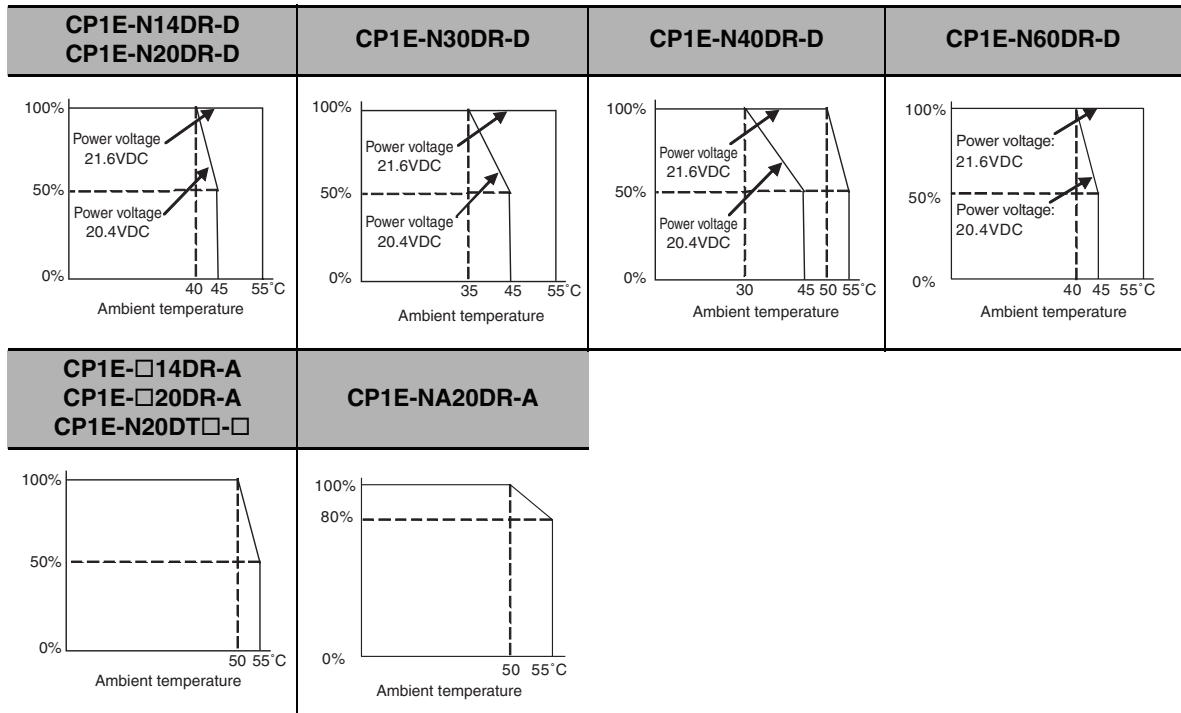 CP1E-N14DR-D
CP1E-N20DR-D
CP1E-N30DR-D
CP1E-N40DR-D
CP1E-N60DR-D
100%
Power voltage
21.6VDC
50%
Power voltage
20.4VDC
0%
40 45 55˚C
Ambient temperature
100%
Power voltage
21.6VDC
50%
Power voltage
20.4VDC
0%
35 45 55˚C
Ambient temperature
100%
Power voltage
21.6VDC
50%
Power voltage
20.4VDC
0%
30 45 50 55˚C
Ambient temperature
100%
Power voltage:
21.6VDC
50%
Power voltage:
20.4VDC
0%
40 45 55˚C
Ambient temperature
CP1E-□14DR-A
CP1E-□20DR-A
CP1E-N20DT□-□
CP1E-NA20DR-A
100%
50%
0%
50 55˚C
Ambient temperature
100%
80%
0%
50 55˚C
Ambient temperature